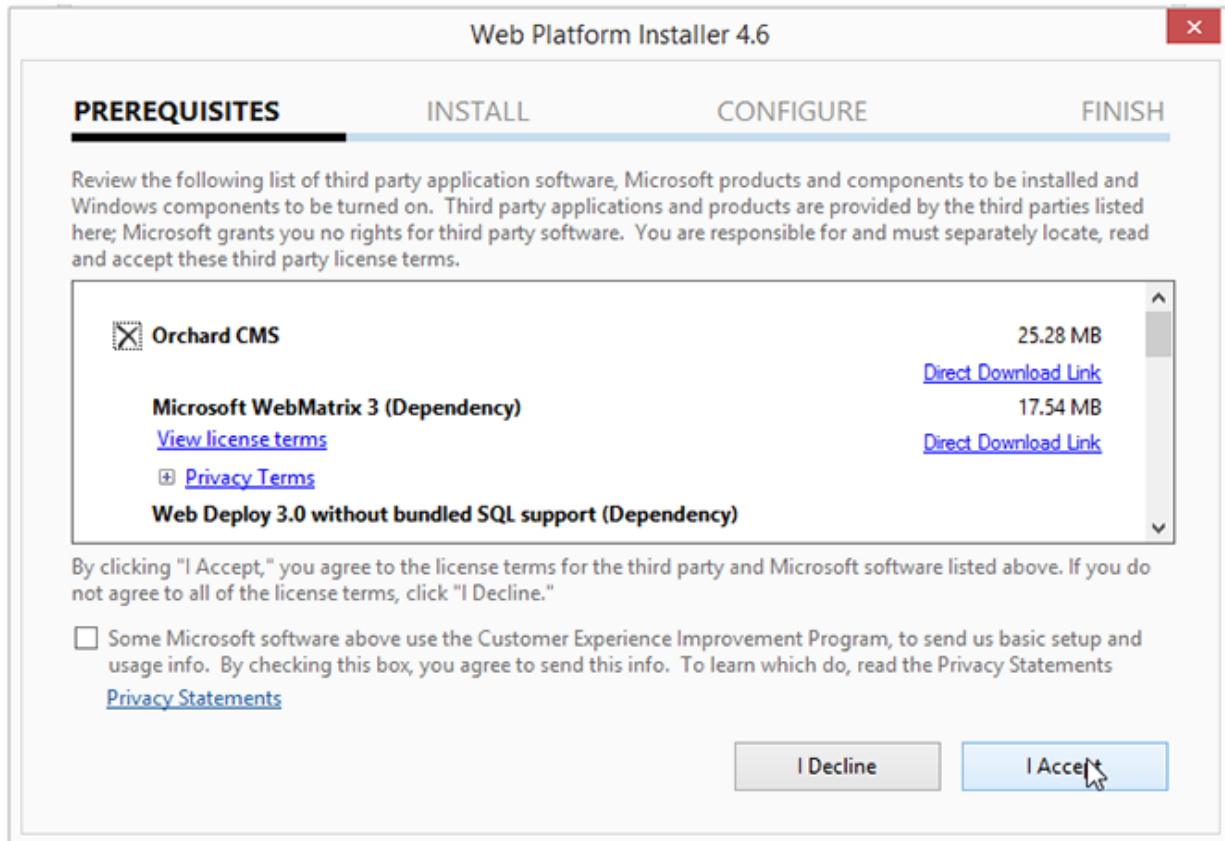 Web Platform Installer 4.6
PREREQUISITES INSTALL CONFIGURE FINISH
Review the following list of third party application software, Microsoft products and components to be installed and
Windows components to be turned on. Third party applications and products are provided by the third parties listed
here; Microsoft grants you no rights for third party software. You are responsible for and must separately locate, read
and accept these third party license terms.
Orchard CMS 25.28 MB
Direct Download Link
Microsoft WebMatrix 3 (Dependency) 17.54 MB
View license terms Direct Download Link
Privacy Terms
Web Deploy 3.0 without bundled SQL support (Dependency)
By clicking "I Accept," you agree to the license terms for the third party and Microsoft software listed above. If you do
not agree to all of the license terms, click "I Decline."
Some Microsoft software above use the Customer Experience Improvement Program, to send us basic setup and
usage info. By checking this box, you agree to send this info. To learn which do, read the Privacy Statements
Privacy Statements
I Decline I Accept